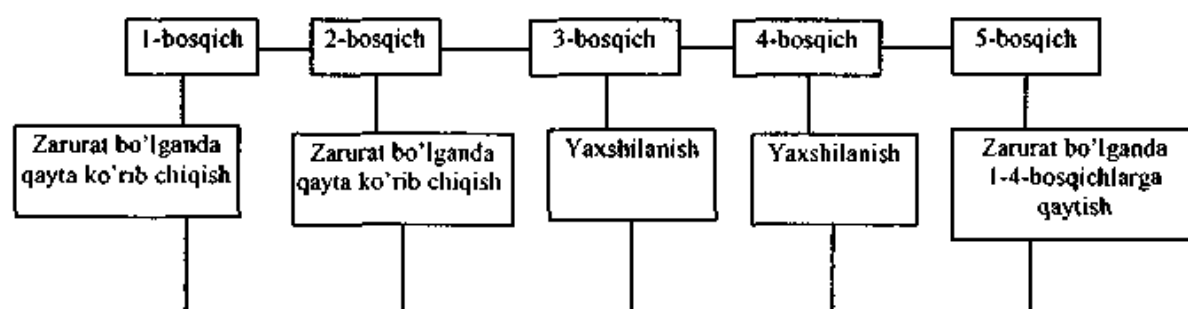 1-bosqich
2-bosqich
3-bosqich
4-bosqich
5-bosqich
Zarurat bo'lganda
qayta ko'rib chiqish
Zarurat bo'lganda
qayta ko'rib chiqish
Yaxshilanish
Yaxshilanish
Zarurat bo'lganda
1-4-bosqichlarga
qaytish